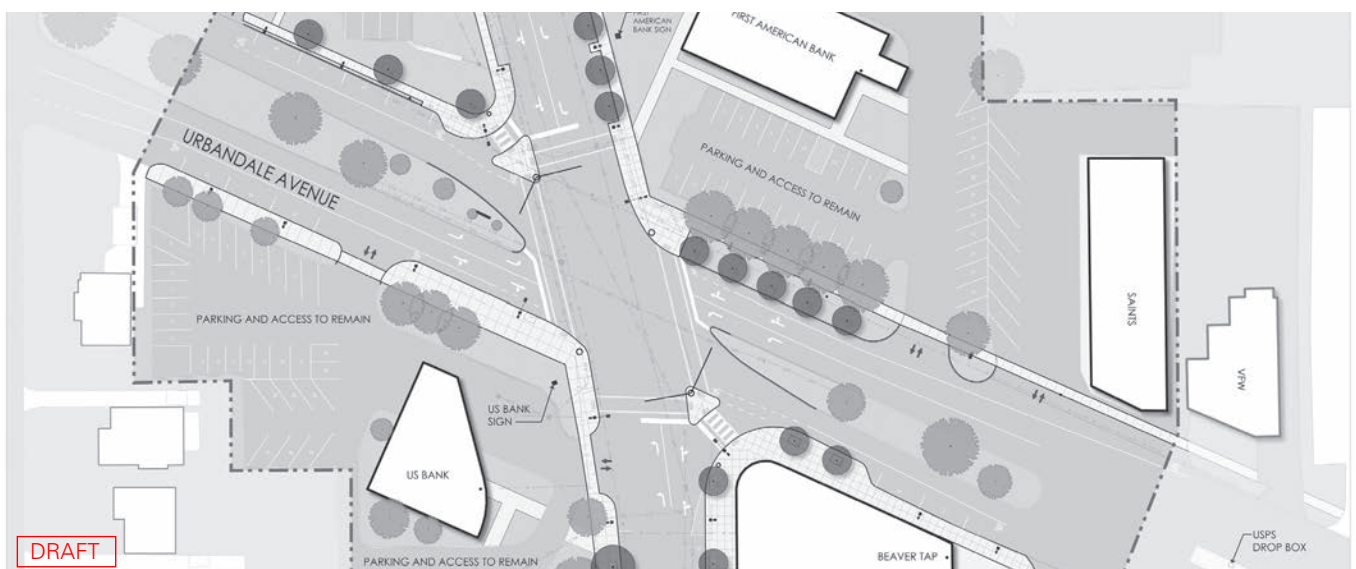 FIRST
AMERICAN
BANK SIGN
FIRST AMERICAN BANK
URBANDALE AVENUE
PARKING AND ACCESS TO REMAIN
SAINTS
VFW
PARKING AND ACCESS TO REMAIN
US BANK
SIGN
US BANK
BEAVER TAP
USPS
DROP BOX
PARKING AND ACCESS TO REMAIN
DRAFT